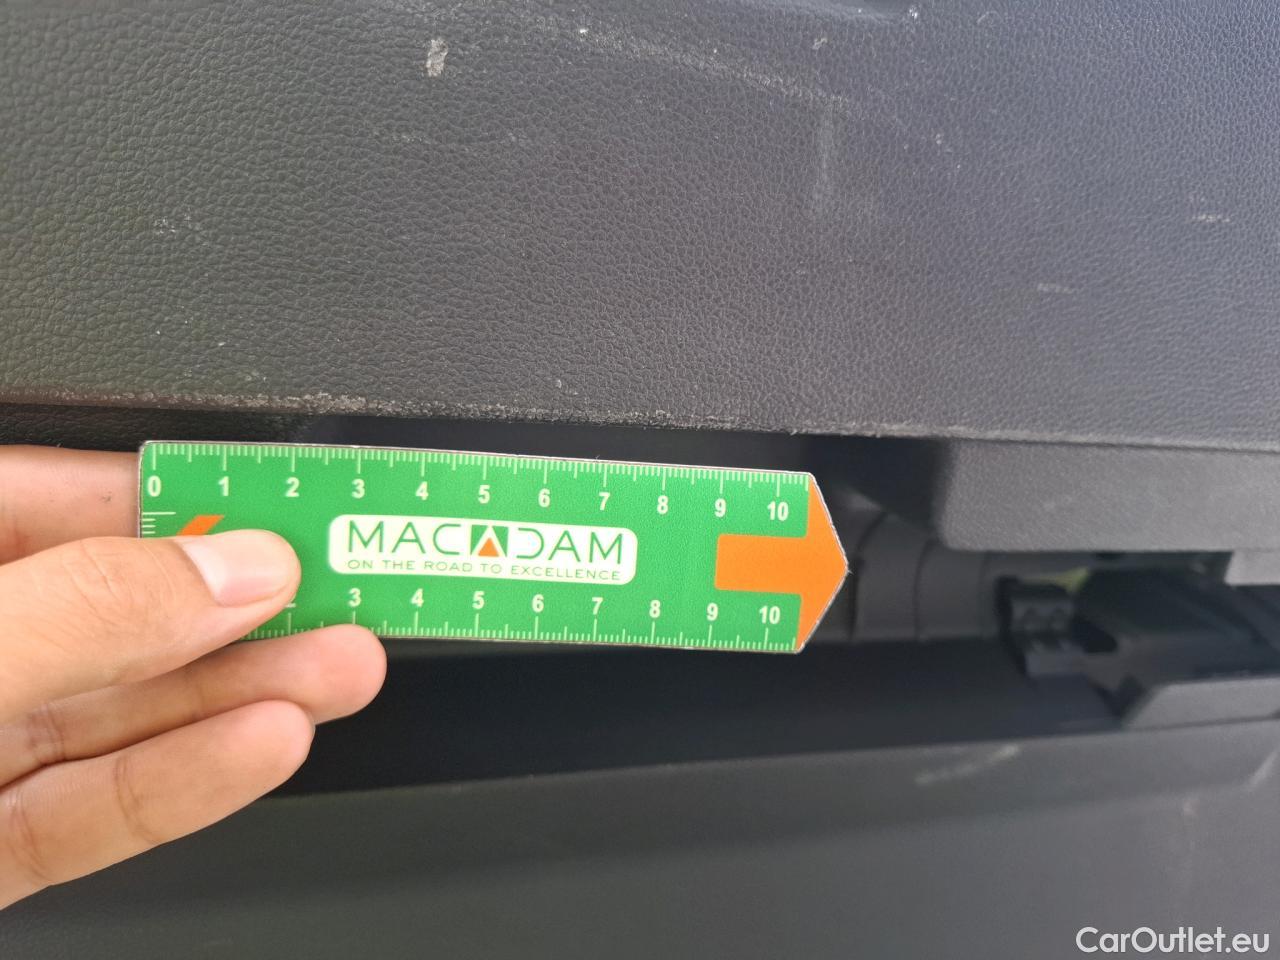 0 1 2 3 4 5 6 7 8 9 10
MACADAM
ON THE ROAD TO EXCELLENCE
2 3 4 5 6 7 8 9 10
CarOutlet.eu